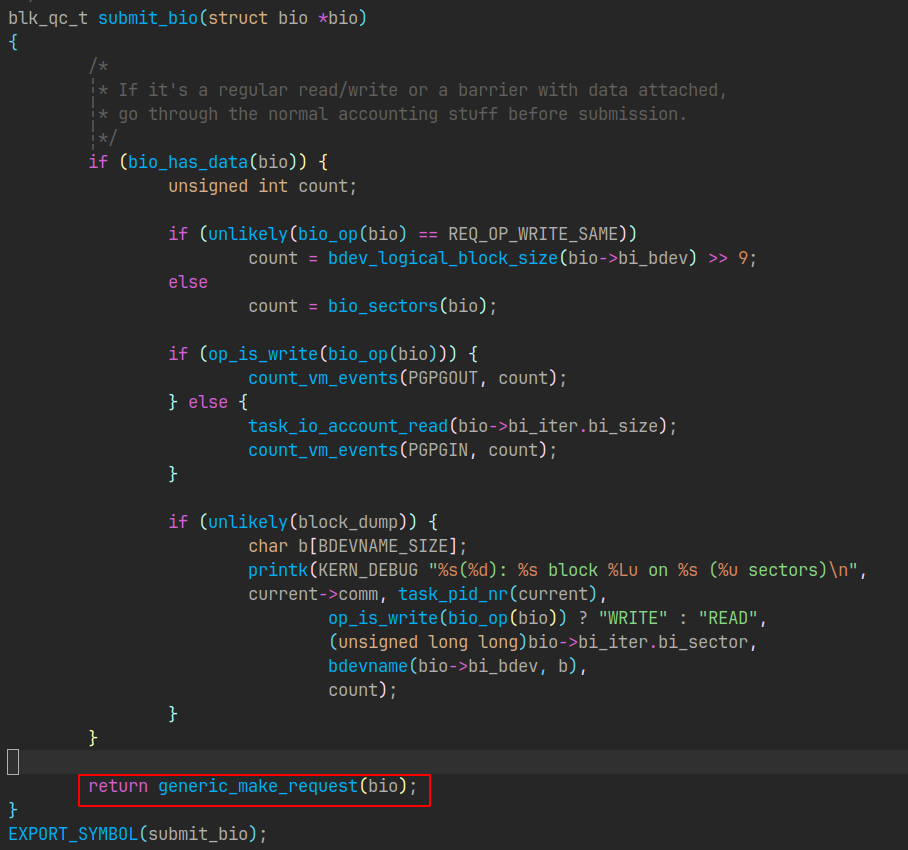 blk_qc_t submit_bio(struct bio *bio)
{
        /*
         * If it's a regular read/write or a barrier with data attached,
         * go through the normal accounting stuff before submission.
         */
        if (bio_has_data(bio)) {
                unsigned int count;

                if (unlikely(bio_op(bio) == REQ_OP_WRITE_SAME))
                        count = bdev_logical_block_size(bio->bi_bdev) >> 9;
                else
                        count = bio_sectors(bio);

                if (op_is_write(bio_op(bio))) {
                        count_vm_events(PGPGOUT, count);
                } else {
                        task_io_account_read(bio->bi_iter.bi_size);
                        count_vm_events(PGPGIN, count);
                }

                if (unlikely(block_dump)) {
                        char b[BDEVNAME_SIZE];
                        printk(KERN_DEBUG "%s(%d): %s block %Lu on %s (%u sectors)\n",
                        current->comm, task_pid_nr(current),
                                op_is_write(bio_op(bio)) ? "WRITE" : "READ",
                                (unsigned long long)bio->bi_iter.bi_sector,
                                bdevname(bio->bi_bdev, b),
                                count);
                }
        }

        return generic_make_request(bio);
}
EXPORT_SYMBOL(submit_bio);